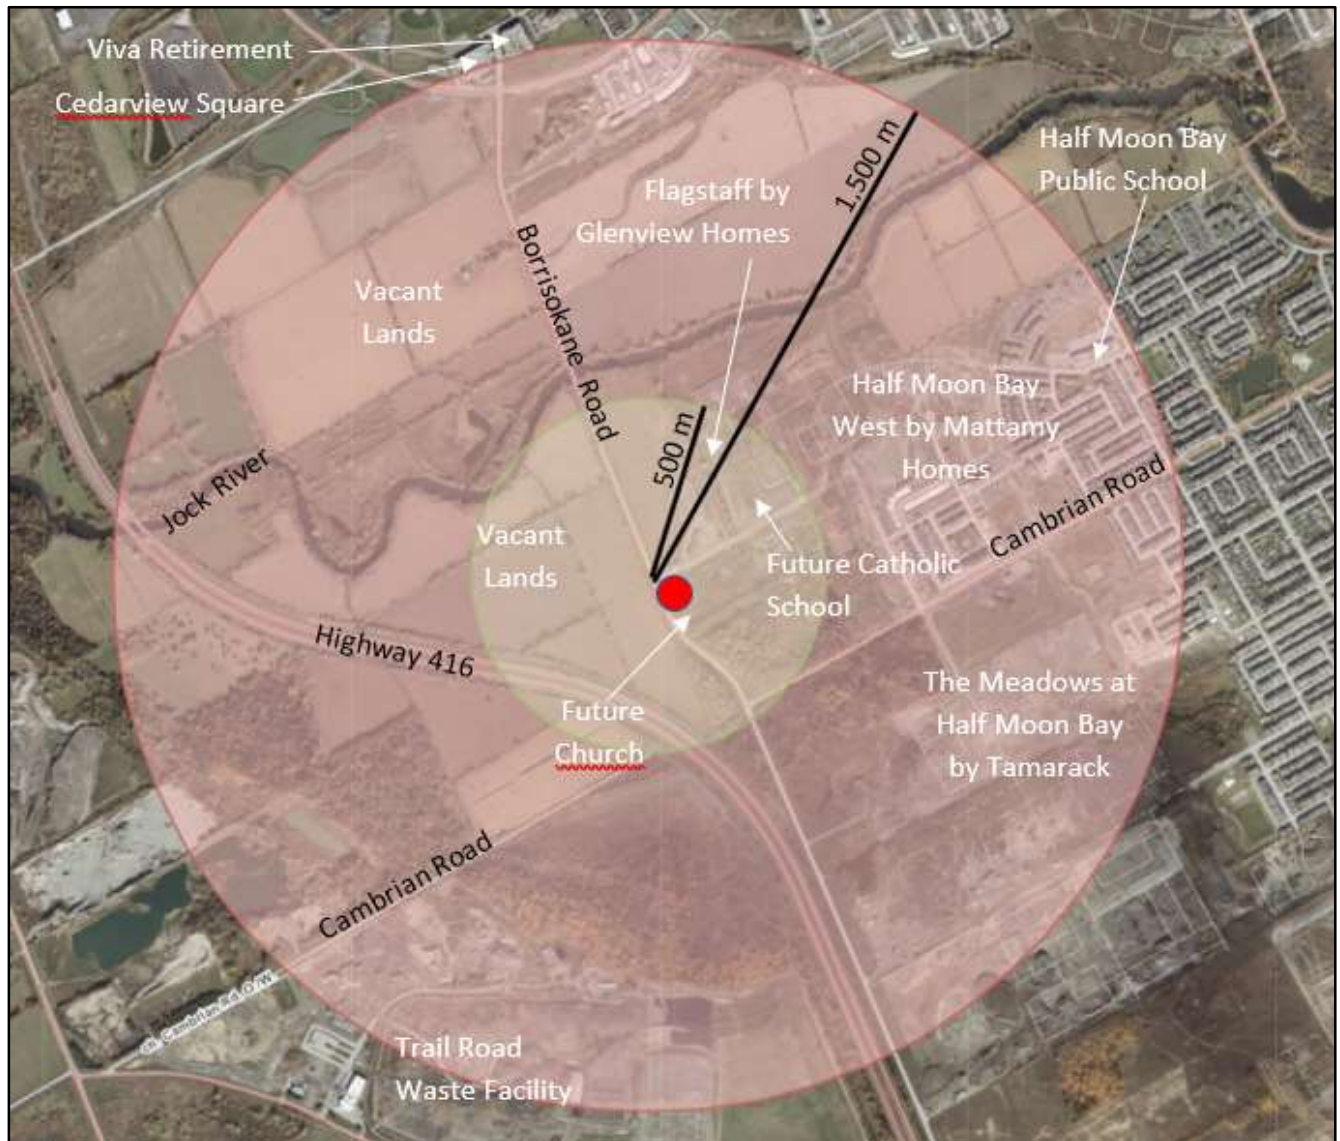 Viva Retirement
Cedarview Square
Half Moon Bay
Public School
1,500 m
Flagstaff by
Glenview Homes
Borrisokane Road
Vacant
Lands
Half Moon Bay
West by Mattamy
Homes
500 m
Jock River
Cambrian Road
Vacant
Lands
Future Catholic
School
Highway 416
Future
Church
The Meadows at
Half Moon Bay
by Tamarack
Cambrian Road
Cambrian Rd O/W
Trail Road
Waste Facility